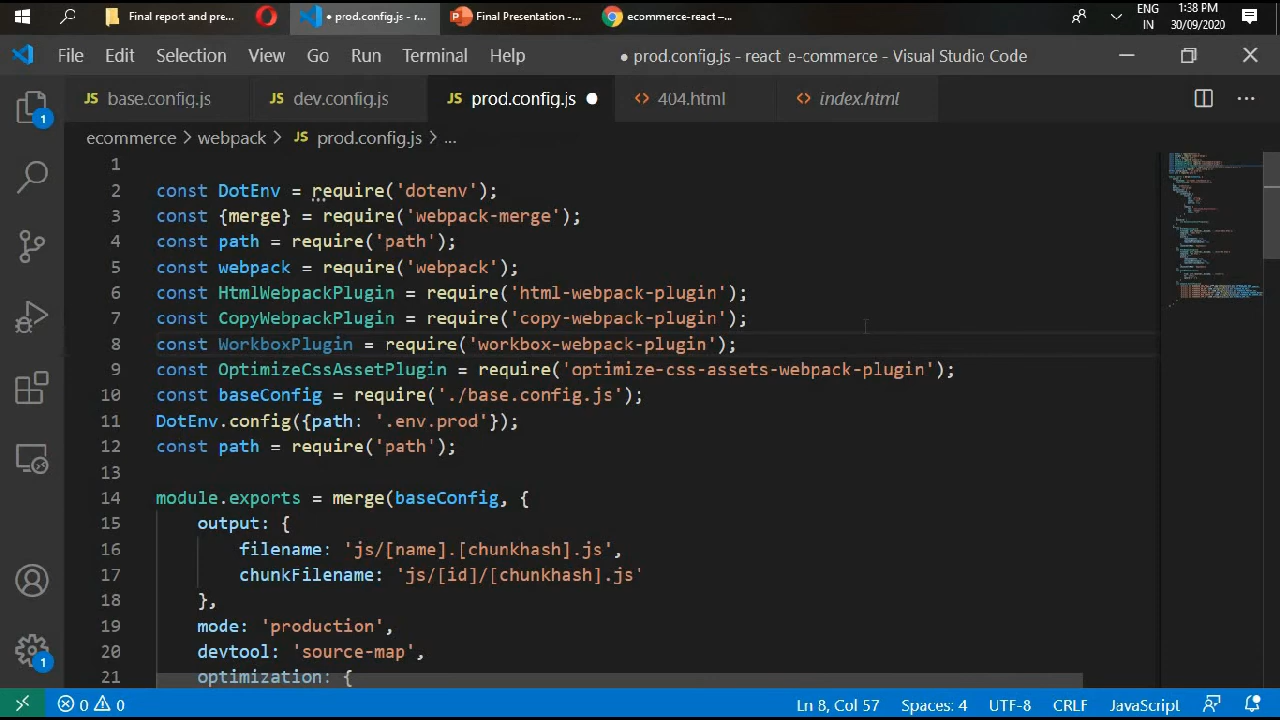 Final report and pre...
prod.config.js - r...
Final Presentation -...
ecommerce-react –...
ENG
IN
1:38 PM
30/09/2020
File Edit Selection View Go Run Terminal Help
● prod.config.js - react e-commerce - Visual Studio Code
JS base.config.js
JS dev.config.js
JS prod.config.js
<> 404.html
<> index.html
ecommerce > webpack > JS prod.config.js > ...
1
2 const DotEnv = require('dotenv');
3 const {merge} = require('webpack-merge');
4 const path = require('path');
5 const webpack = require('webpack');
6 const HtmlWebpackPlugin = require('html-webpack-plugin');
7 const CopyWebpackPlugin = require('copy-webpack-plugin');
8 const WorkboxPlugin = require('workbox-webpack-plugin');
9 const OptimizeCssAssetPlugin = require('optimize-css-assets-webpack-plugin');
10 const baseConfig = require('./base.config.js');
11 DotEnv.config({path: '.env.prod'});
12 const path = require('path');
13
14 module.exports = merge(baseConfig, {
15 output: {
16 filename: 'js/[name].[chunkhash].js',
17 chunkFilename: 'js/[id]/[chunkhash].js'
18 },
19 mode: 'production',
20 devtool: 'source-map',
21 optimization: {
1
1
0 0
Ln 8, Col 57
Spaces: 4
UTF-8
CRLF
JavaScript